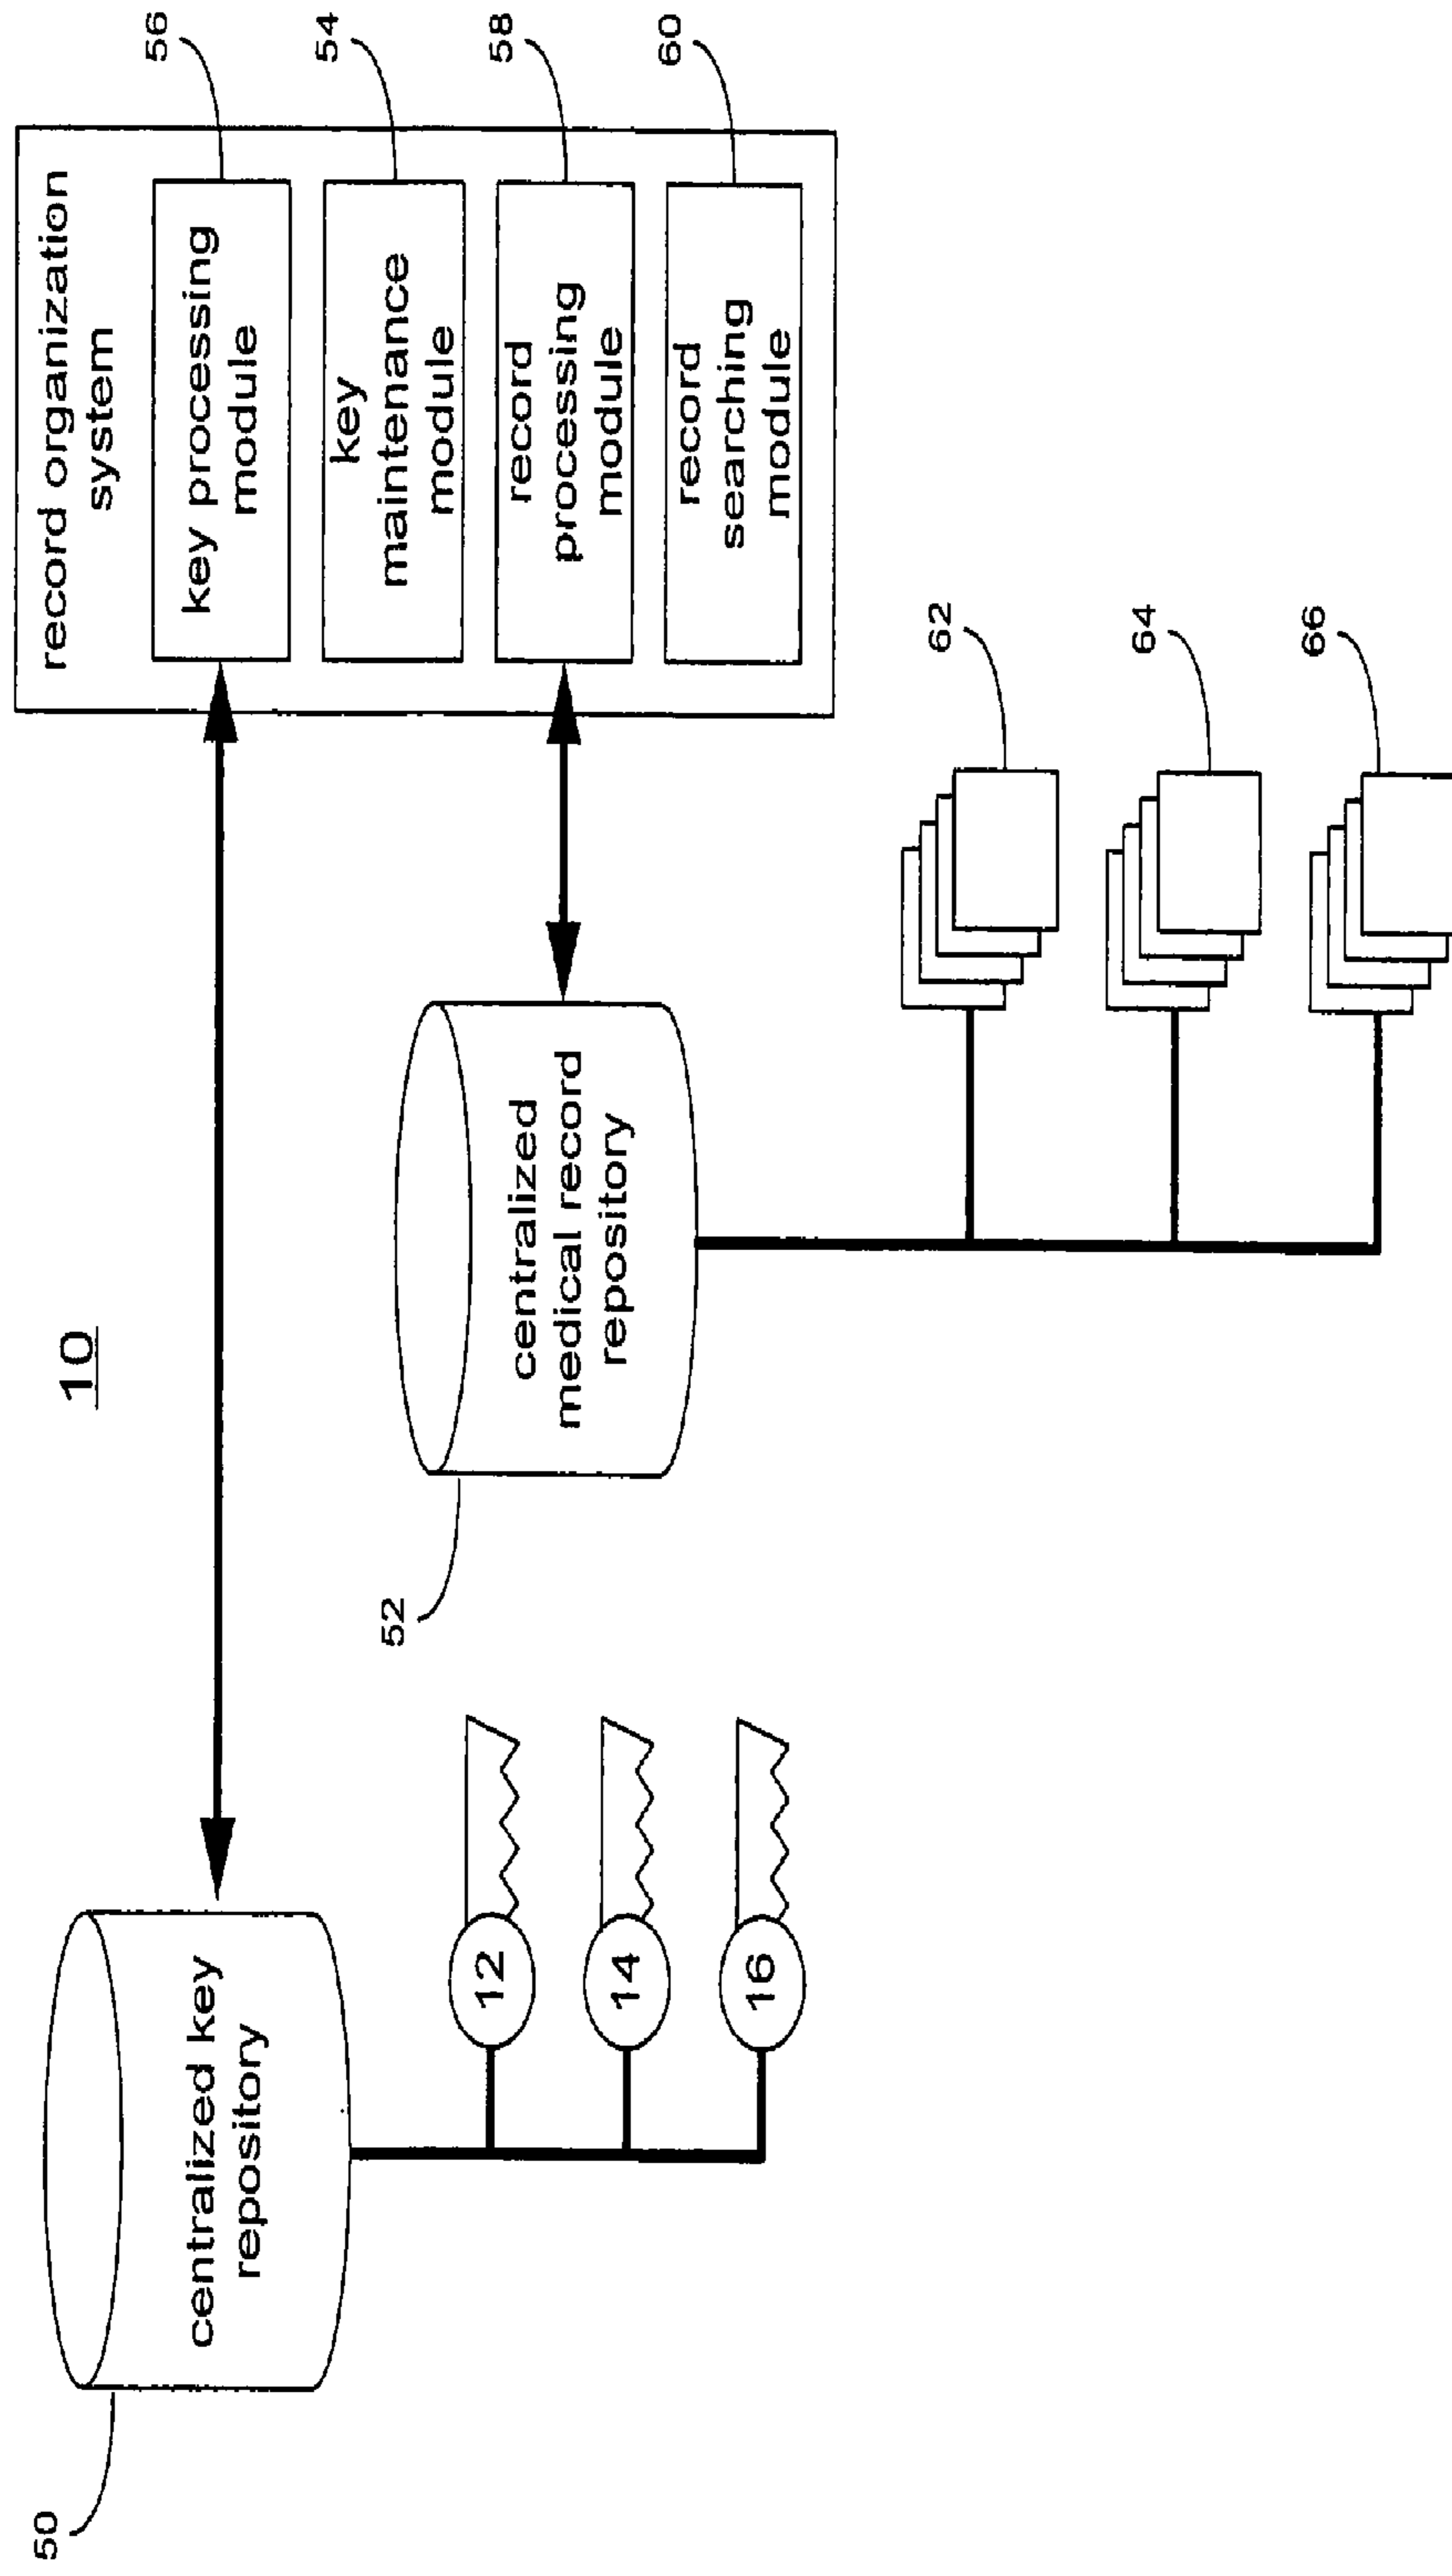 10
record organization
system
key processing
module
56
key
maintenance
module
54
record
processing
module
58
record
searching
module
60
centralized key
repository
50
12
14
16
centralized
medical record
repository
52
62
64
66